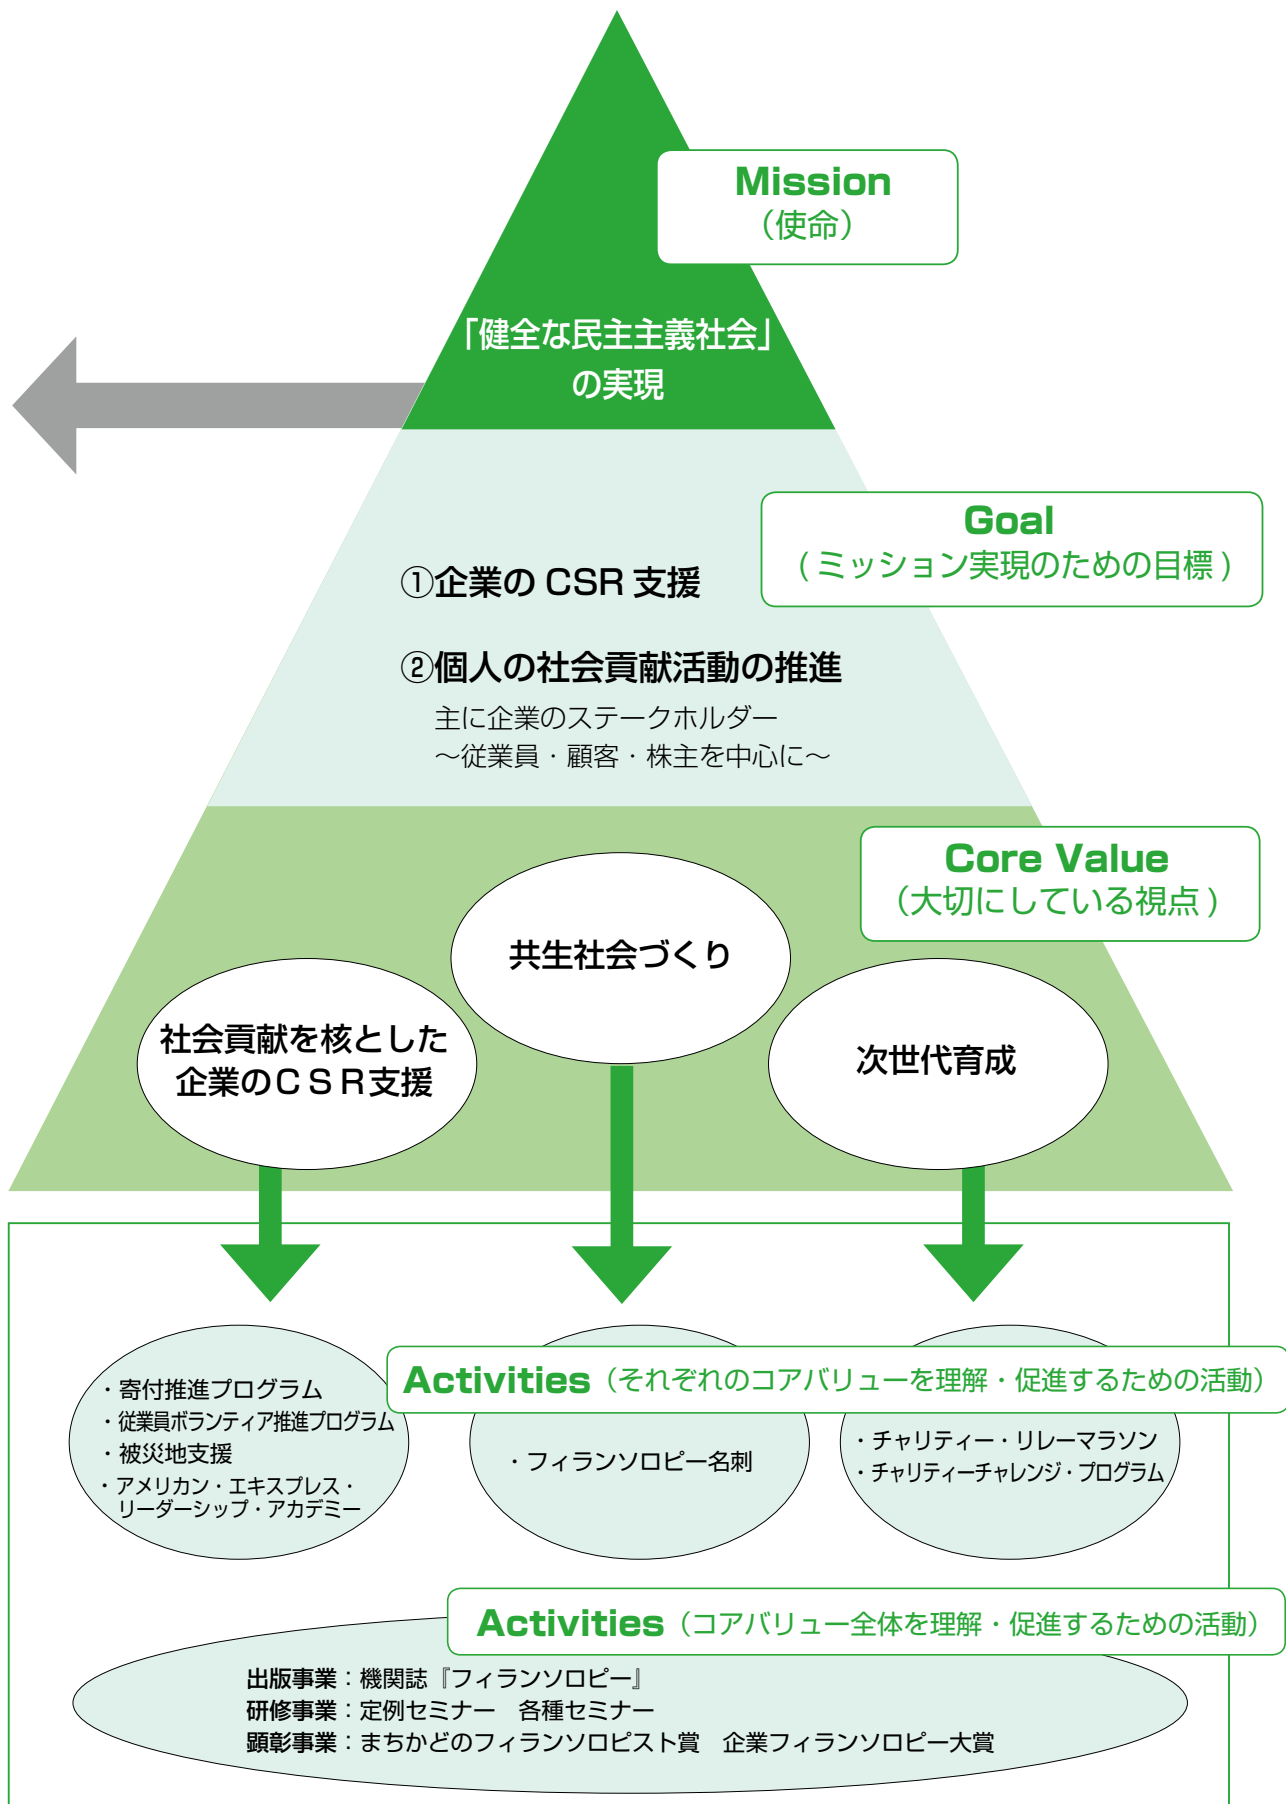 Mission
（使命）
「健全な民主主義社会」
の実現
Goal
( ミッション実現のための目標 )
①企業の CSR 支援
②個人の社会貢献活動の推進
主に企業のステークホルダー
～従業員・顧客・株主を中心に～
Core Value
（大切にしている視点 )
共生社会づくり
社会貢献を核とした
企業のＣＳＲ支援
次世代育成
Activities（それぞれのコアバリューを理解・促進するための活動）
・寄付推進プログラム
・従業員ボランティア推進プログラム
・被災地支援
・アメリカン・エキスプレス・
リーダーシップ・アカデミー
・フィランソロピー名刺
・チャリティー・リレーマラソン
・チャリティーチャレンジ・プログラム
Activities（コアバリュー全体を理解・促進するための活動）
出版事業：機関誌『フィランソロピー』
研修事業：定例セミナー　各種セミナー
顕彰事業：まちかどのフィランソロピスト賞　企業フィランソロピー大賞